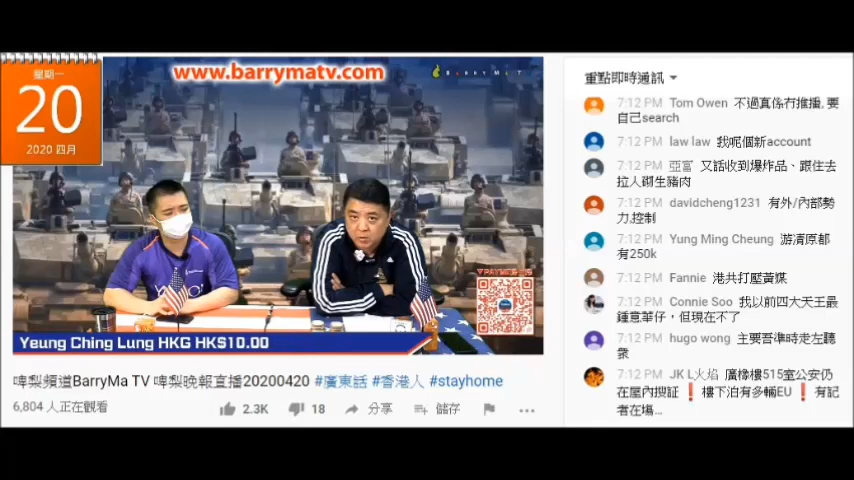 星期一
20
2020 四月
www.barrymatv.com
BarryMaT
PAYME
Yeung Ching Lung HKG HK$10.00
啤梨頻道BarryMa TV 啤梨晚報直播20200420 #廣東話 #香港人 #stayhome
6,804 人正在觀看
2.3K
18
分享
儲存
重點即時通訊
7:12 PM Tom Owen 不過真係冇推播, 要
自己search
7:12 PM law law 我呢個新account
7:12 PM 亞富 又話收到爆炸品、跟住去
拉人砌生豬肉
7:12 PM davidcheng1231 有外/內部勢
力,控制
7:12 PM Yung Ming Cheung 游清原都
有250k
7:12 PM Fannie 港共打壓黃媒
7:12 PM Connie Soo 我以前四大天王最
鍾意華仔，但現在不了
7:12 PM hugo wong 主要吾準時走左聽
衆
7:12 PM JK L火焰 廣橡樓515室公安仍
在屋內搜証❗樓下泊有多輛EU❗有記
者在塲...